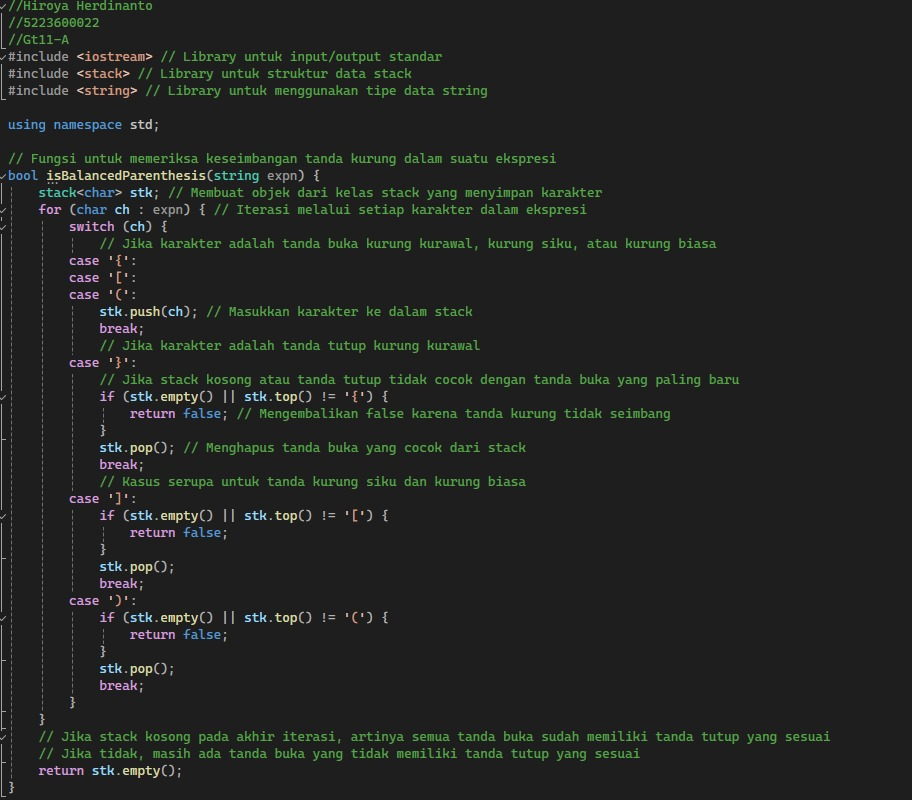 //Hiroya Herdinanto
//5223600022
//Gt11-A
#include <iostream> // Library untuk input/output standar
#include <stack> // Library untuk struktur data stack
#include <string> // Library untuk menggunakan tipe data string
using namespace std;
// Fungsi untuk memeriksa keseimbangan tanda kurung dalam suatu ekspresi
bool isBalancedParenthesis(string expn) {
    stack<char> stk; // Membuat objek dari kelas stack yang menyimpan karakter
    for (char ch : expn) { // Iterasi melalui setiap karakter dalam ekspresi
        switch (ch) {
            // Jika karakter adalah tanda buka kurung kurawal, kurung siku, atau kurung biasa
        case '{':
        case '[':
        case '(':
            stk.push(ch); // Masukkan karakter ke dalam stack
            break;
            // Jika karakter adalah tanda tutup kurung kurawal
        case '}':
            // Jika stack kosong atau tanda tutup tidak cocok dengan tanda buka yang paling baru
            if (stk.empty() || stk.top() != '{') {
                return false; // Mengembalikan false karena tanda kurung tidak seimbang
            }
            stk.pop(); // Menghapus tanda buka yang cocok dari stack
            break;
            // Kasus serupa untuk tanda kurung siku dan kurung biasa
        case ']':
            if (stk.empty() || stk.top() != '[') {
                return false;
            }
            stk.pop();
            break;
        case ')':
            if (stk.empty() || stk.top() != '(') {
                return false;
            }
            stk.pop();
            break;
        }
    }
    // Jika stack kosong pada akhir iterasi, artinya semua tanda buka sudah memiliki tanda tutup yang sesuai
    // Jika tidak, masih ada tanda buka yang tidak memiliki tanda tutup yang sesuai
    return stk.empty();
}